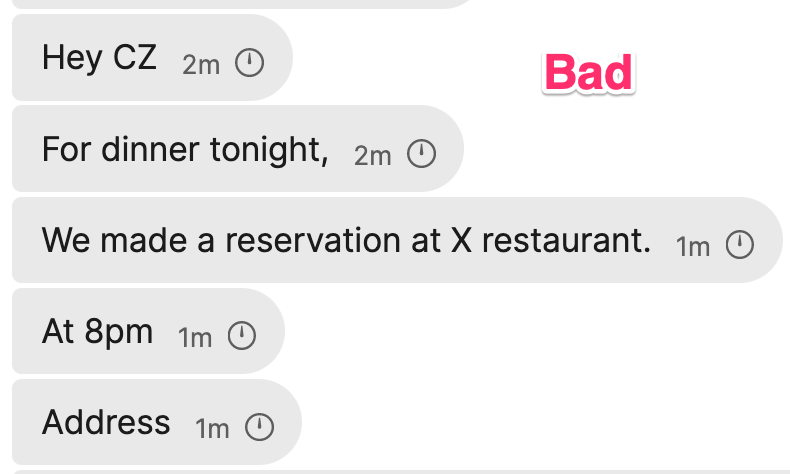 Hey CZ 2m
Bad
For dinner tonight, 2m
We made a reservation at X restaurant. 1m
At 8pm 1m
Address 1m